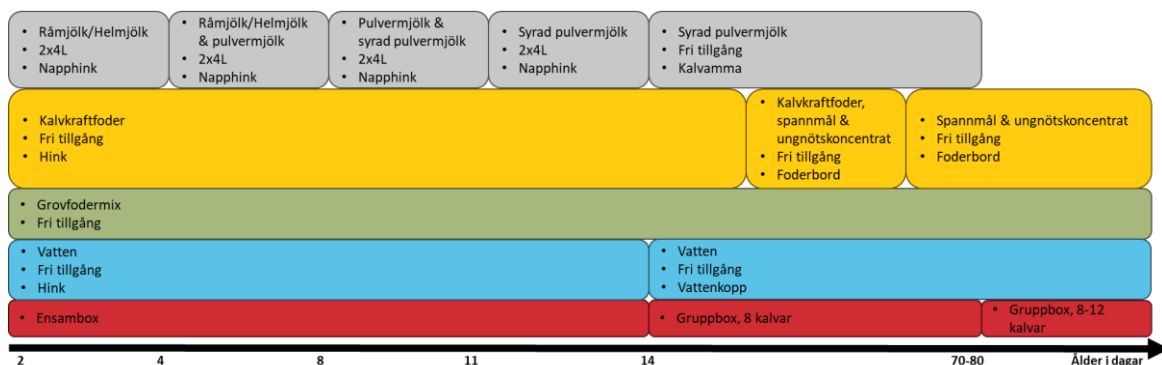 • Råmjölk/Helmjölk
• 2x4L
• Napphink
• Råmjölk/Helmjölk
& pulvermjölk
• 2x4L
• Napphink
• Pulvermjölk &
syrad pulvermjölk
• 2x4L
• Napphink
• Syrad pulvermjölk
• 2x4L
• Napphink
• Syrad pulvermjölk
• Fri tillgång
• Kalvamma
• Kalvkraftfoder
• Fri tillgång
• Hink
• Kalvkraftfoder,
spannmål &
ungnötskoncentrat
• Fri tillgång
• Foderbord
• Spannmål & ungnötskoncentrat
• Fri tillgång
• Foderbord
• Grovfodermix
• Fri tillgång
• Vatten
• Fri tillgång
• Hink
• Vatten
• Fri tillgång
• Vattenkopp
• Ensambox
• Gruppbox, 8 kalvar
• Gruppbox, 8-12
kalvar
2 4 8 11 14 70-80 Ålder i dagar